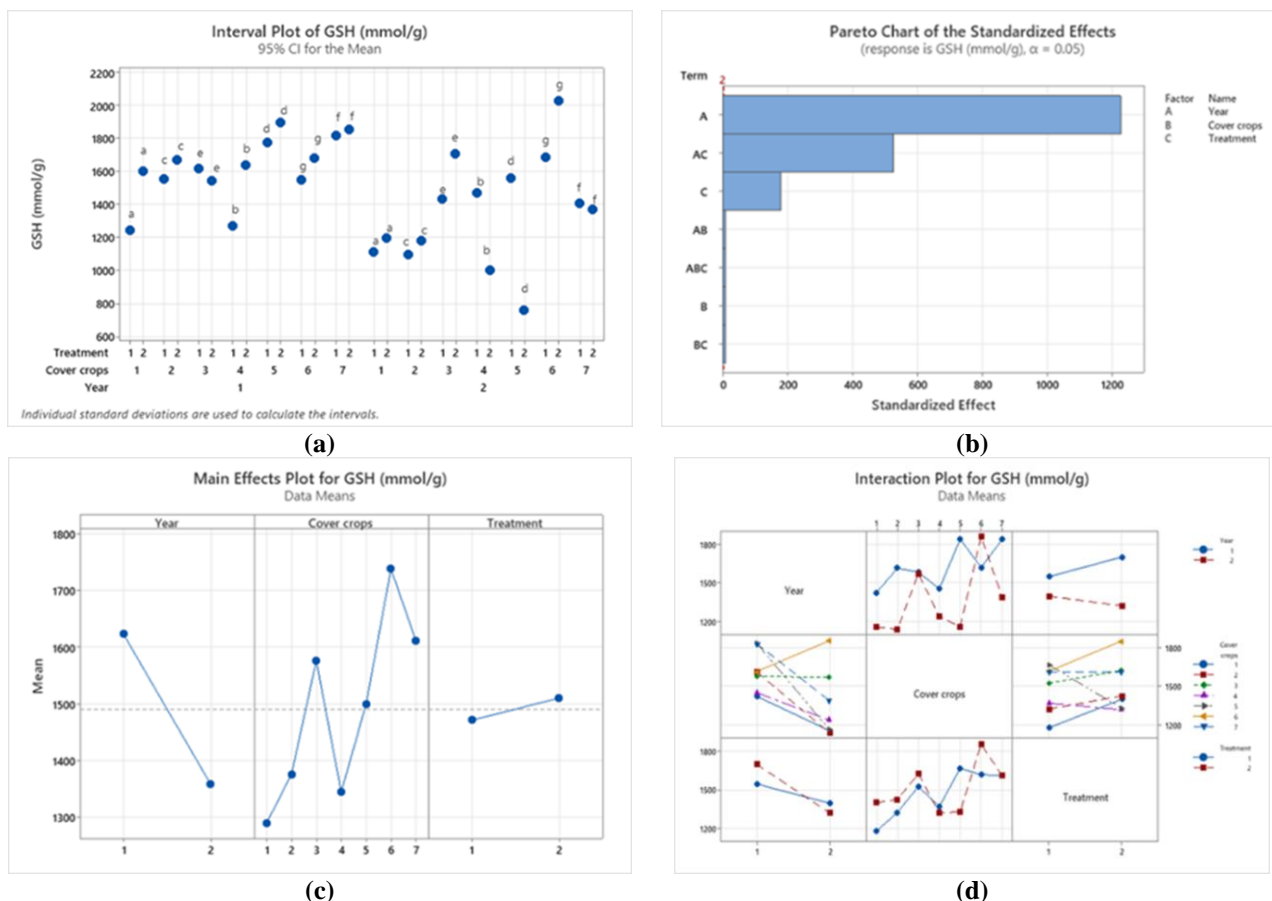 Interval Plot of GSH (mmol/g)
95% CI for the Mean
GSH (mmol/g)
2200
2000
1800
1600
1400
1200
1000
800
600
a a c c e e b b d d g g f f a a c c e e b b d d g g f f
Treatment 1 2 1 2 1 2 1 2 1 2 1 2 1 2 1 2 1 2 1 2 1 2 1 2 1 2 1 2
Cover crops 1 2 3 4 5 6 7 1 2 3 4 5 6 7
Year 1 2
Individual standard deviations are used to calculate the intervals.
(a)
Pareto Chart of the Standardized Effects
(response is GSH (mmol/g), α = 0.05)
Term
2
A
AC
C
AB
ABC
B
BC
0 200 400 600 800 1000 1200
Standardized Effect
Factor Name
A Year
B Cover crops
C Treatment
(b)
Main Effects Plot for GSH (mmol/g)
Data Means
Year Cover crops Treatment
Mean
1800
1700
1600
1500
1400
1300
1 2 1 2 3 4 5 6 7 1 2
(c)
Interaction Plot for GSH (mmol/g)
Data Means
1 2 3 4 5 6 7
1800
1500
1200
Year
Year
1
2
Cover crops
1800
1500
1200
Cover
crops
1
2
3
4
5
6
7
1800
1500
1200
Treatment
Treatment
1
2
1 2 1 2
(d)